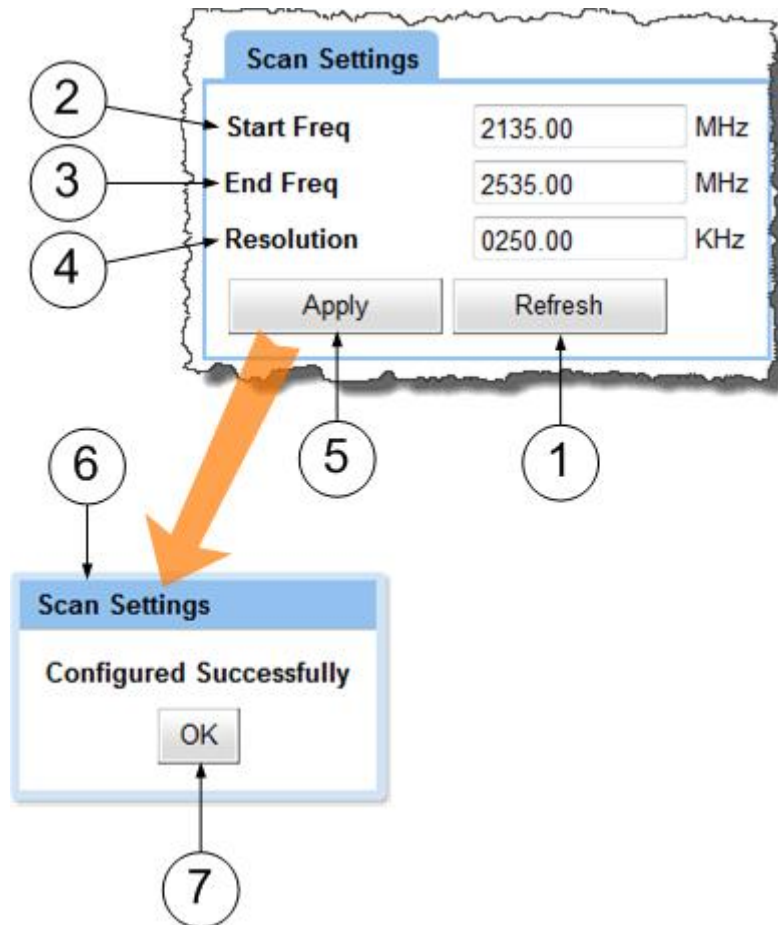 Scan Settings
2
Start Freq 2135.00 MHz
3
End Freq 2535.00 MHz
4
Resolution 0250.00 KHz
Apply Refresh
6 5 1
Scan Settings
Configured Successfully
OK
7